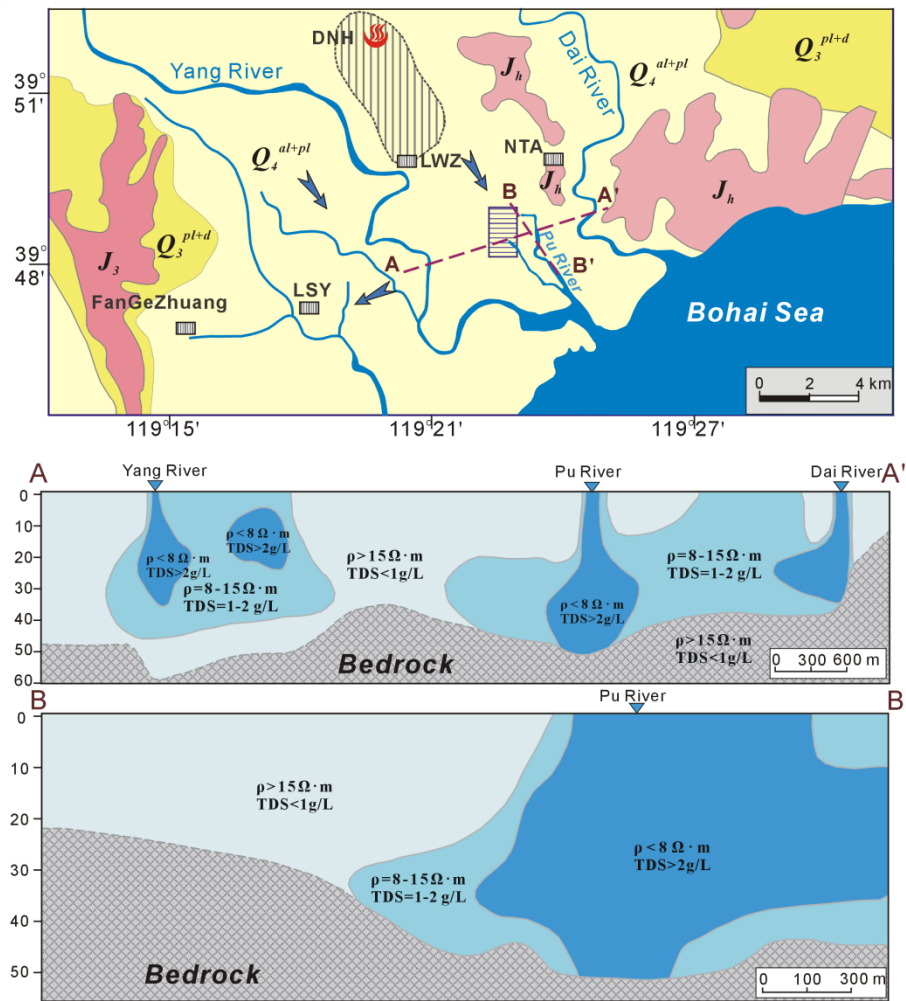 DNH
Yang River
Dai River
Q₄ᵃˡ⁺ᵖˡ
Q₃ᵖˡ⁺ᵈ
39°
51'
Jₕ
Q₄ᵃˡ⁺ᵖˡ
LWZ
NTA
Jₕ
Jₕ
B
A'
Q₃ᵖˡ⁺ᵈ
J₃
Pu River
39°
48'
A
B'
FanGeZhuang
LSY
Bohai Sea
0 2 4 km
119°15'
119°21'
119°27'
A
Yang River
Pu River
Dai River
A'
0
10
20
30
40
50
60
ρ<8 Ω·m
TDS>2g/L
ρ<8 Ω·m
TDS>2g/L
ρ=8-15Ω·m
TDS=1-2 g/L
ρ>15Ω·m
TDS<1g/L
ρ<8 Ω·m
TDS>2g/L
ρ=8-15Ω·m
TDS=1-2g/L
ρ>15Ω·m
TDS<1g/L
Bedrock
0 300 600 m
B
Pu River
B
0
10
20
30
40
50
ρ>15Ω·m
TDS<1g/L
ρ=8-15Ω·m
TDS=1-2 g/L
ρ<8 Ω·m
TDS>2g/L
Bedrock
0 100 300 m